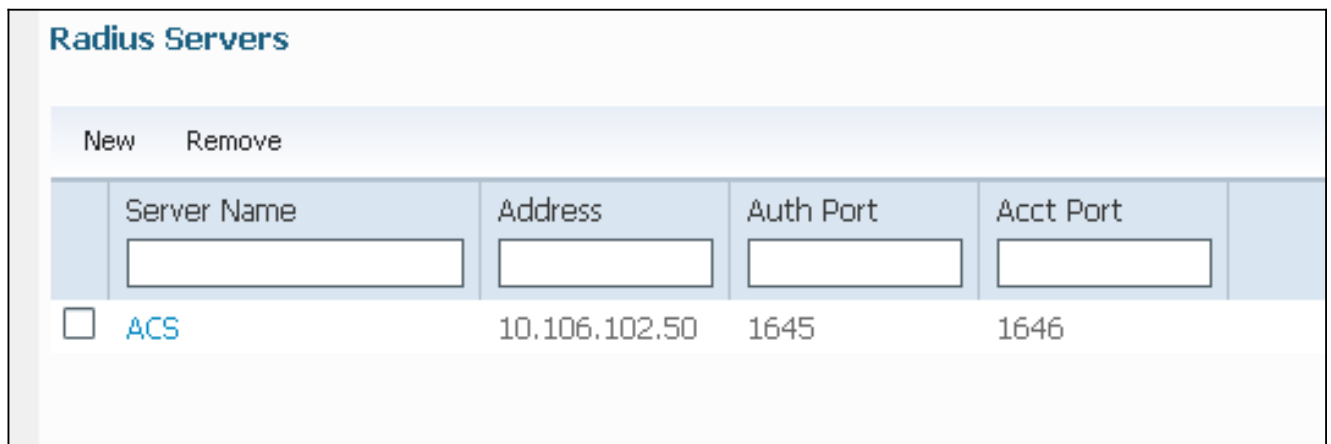 Radius Servers
New Remove
Server Name Address Auth Port Acct Port
ACS 10.106.102.50 1645 1646